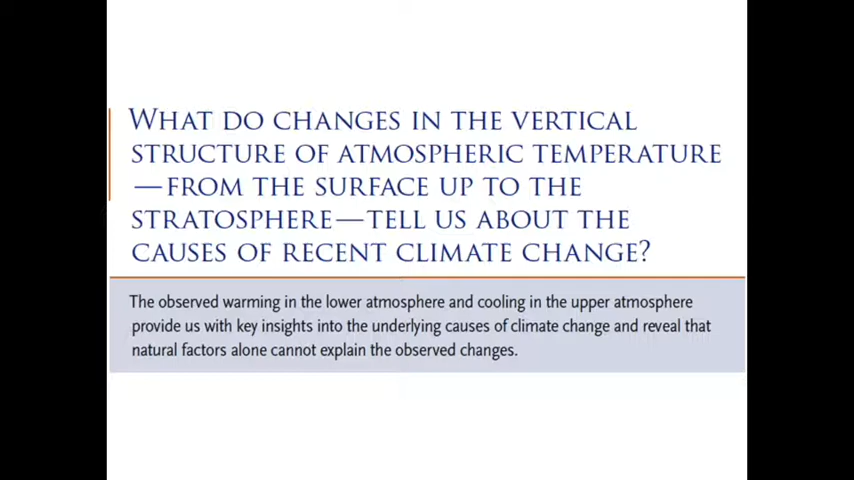 WHAT DO CHANGES IN THE VERTICAL
STRUCTURE OF ATMOSPHERIC TEMPERATURE
—FROM THE SURFACE UP TO THE
STRATOSPHERE—TELL US ABOUT THE
CAUSES OF RECENT CLIMATE CHANGE?
The observed warming in the lower atmosphere and cooling in the upper atmosphere
provide us with key insights into the underlying causes of climate change and reveal that
natural factors alone cannot explain the observed changes.